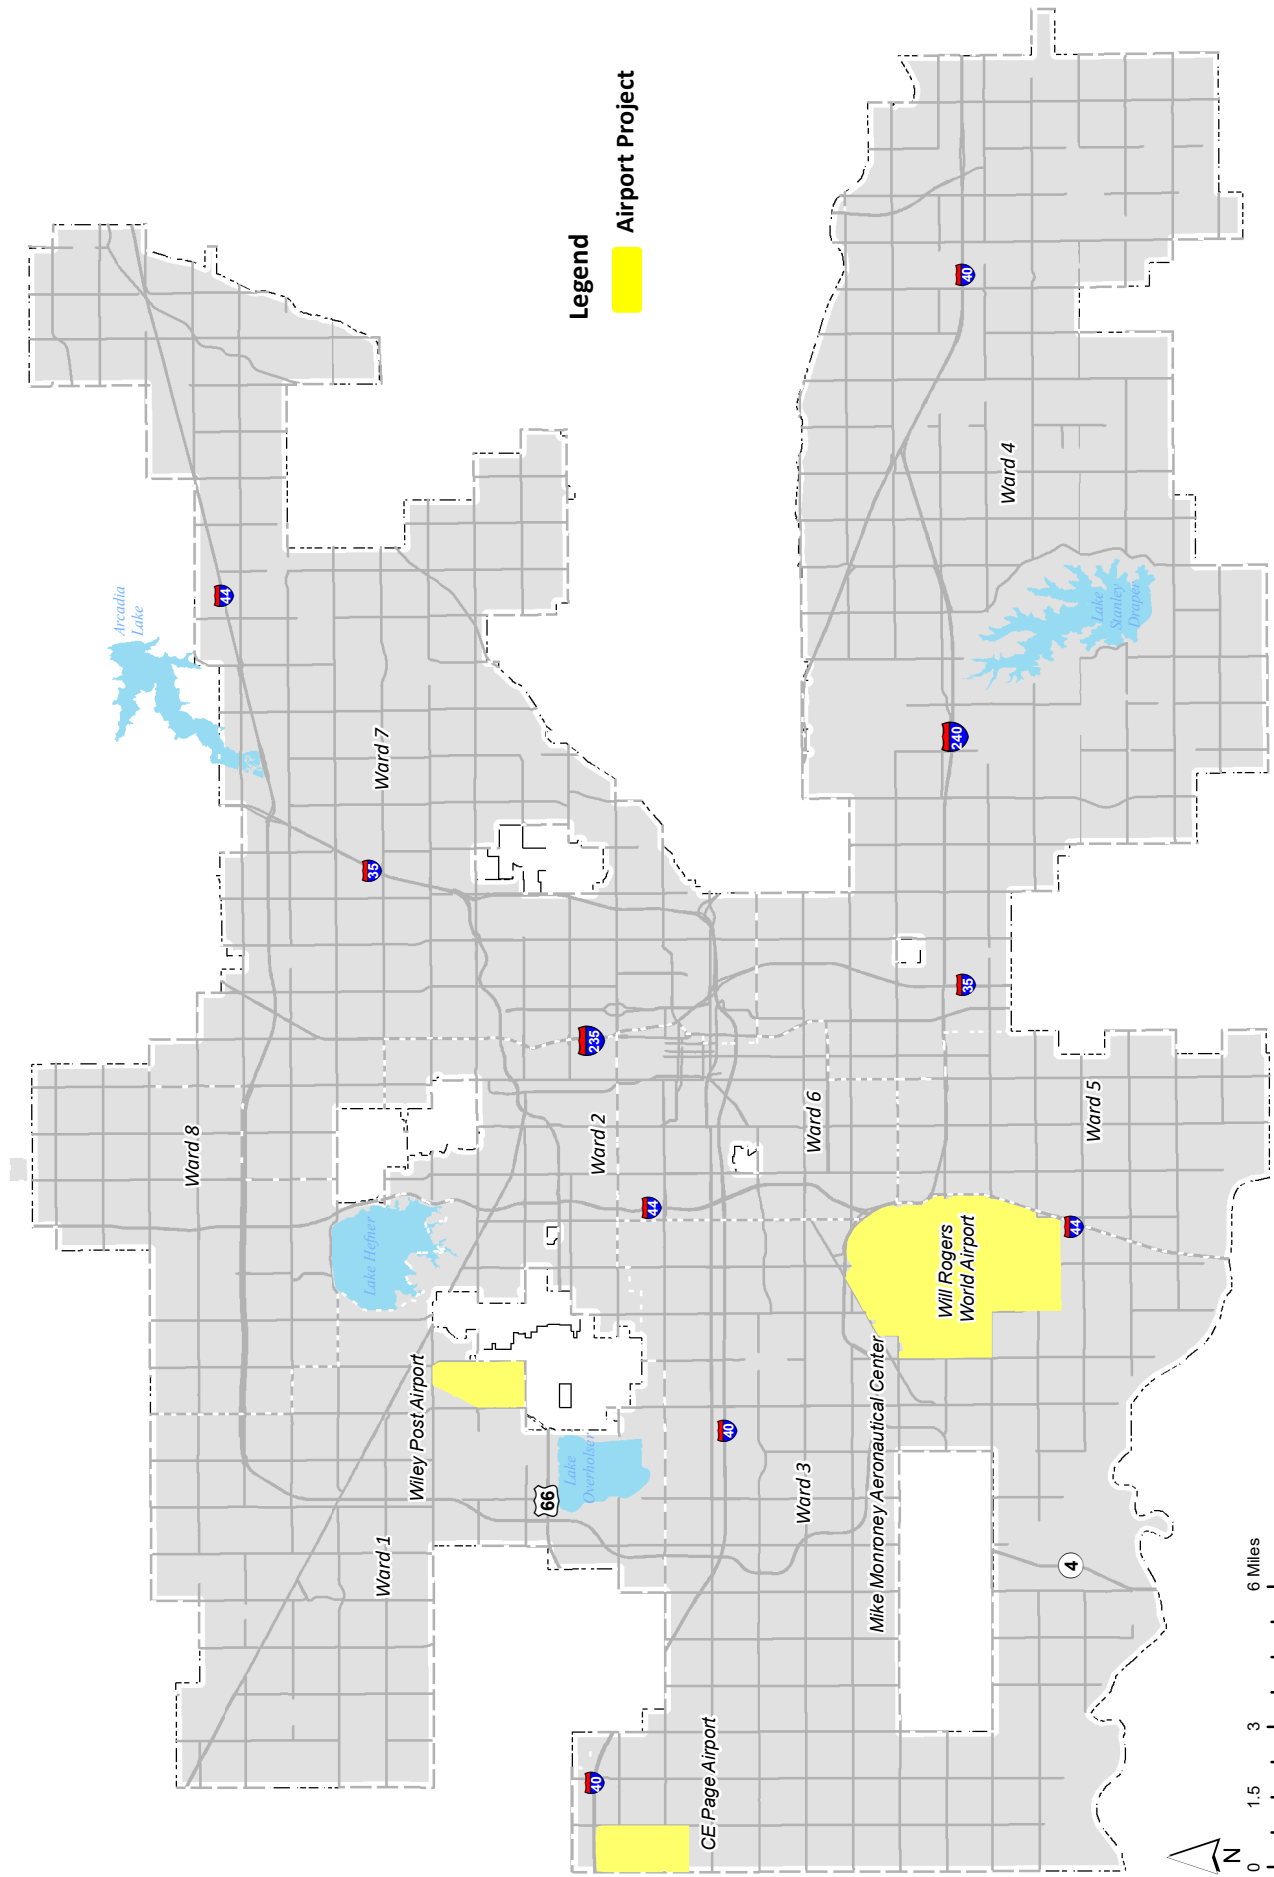 Legend
Airport Project
Arcadia
Lake
44
40
Ward 4
Lake
Stanley
Draper
Ward 7
240
35
35
235
Ward 8
Ward 2
Ward 6
Ward 5
44
44
Lake Hefner
Will Rogers
World Airport
Wiley Post Airport
Mike Monroney Aeronautical Center
40
Lake
Overholser
66
Ward 3
Ward 1
4
CE Page Airport
40
N
0 1.5 3 6 Miles